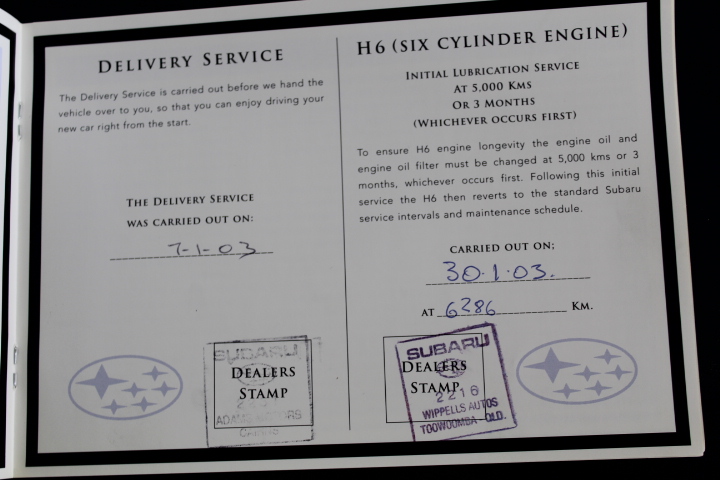 DELIVERY SERVICE
The Delivery Service is carried out before we hand the
vehicle over to you, so that you can enjoy driving your
new car right from the start.
THE DELIVERY SERVICE
WAS CARRIED OUT ON:
7-1-03
SUBARU
DEALERS
STAMP
H6 (SIX CYLINDER ENGINE)
INITIAL LUBRICATION SERVICE
AT 5,000 KMS
OR 3 MONTHS
(WHICHEVER OCCURS FIRST)
To ensure H6 engine longevity the engine oil and
engine oil filter must be changed at 5,000 kms or 3
months, whichever occurs first. Following this initial
service the H6 then reverts to the standard Subaru
service intervals and maintenance schedule.
CARRIED OUT ON;
30.1.03.
AT 6286 KM.
SUBARU
DEALERS
STAMP
2216
WIPPELLS AUTOS
TOOWOOMBA QLD.